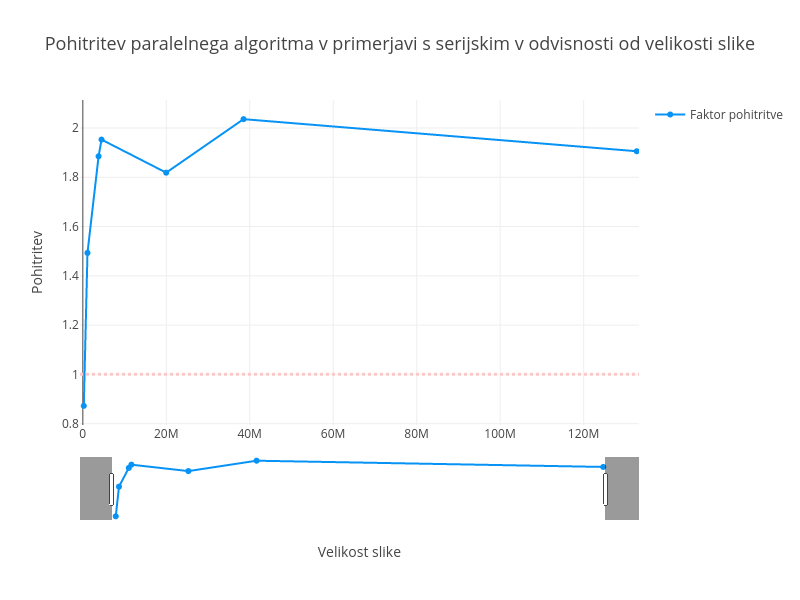 Pohitritev paralelnega algoritma v primerjavi s serijskim v odvisnosti od velikosti slike
Faktor pohitritve
Pohitritev
2
1.8
1.6
1.4
1.2
1
0.8
0 20M 40M 60M 80M 100M 120M
Velikost slike